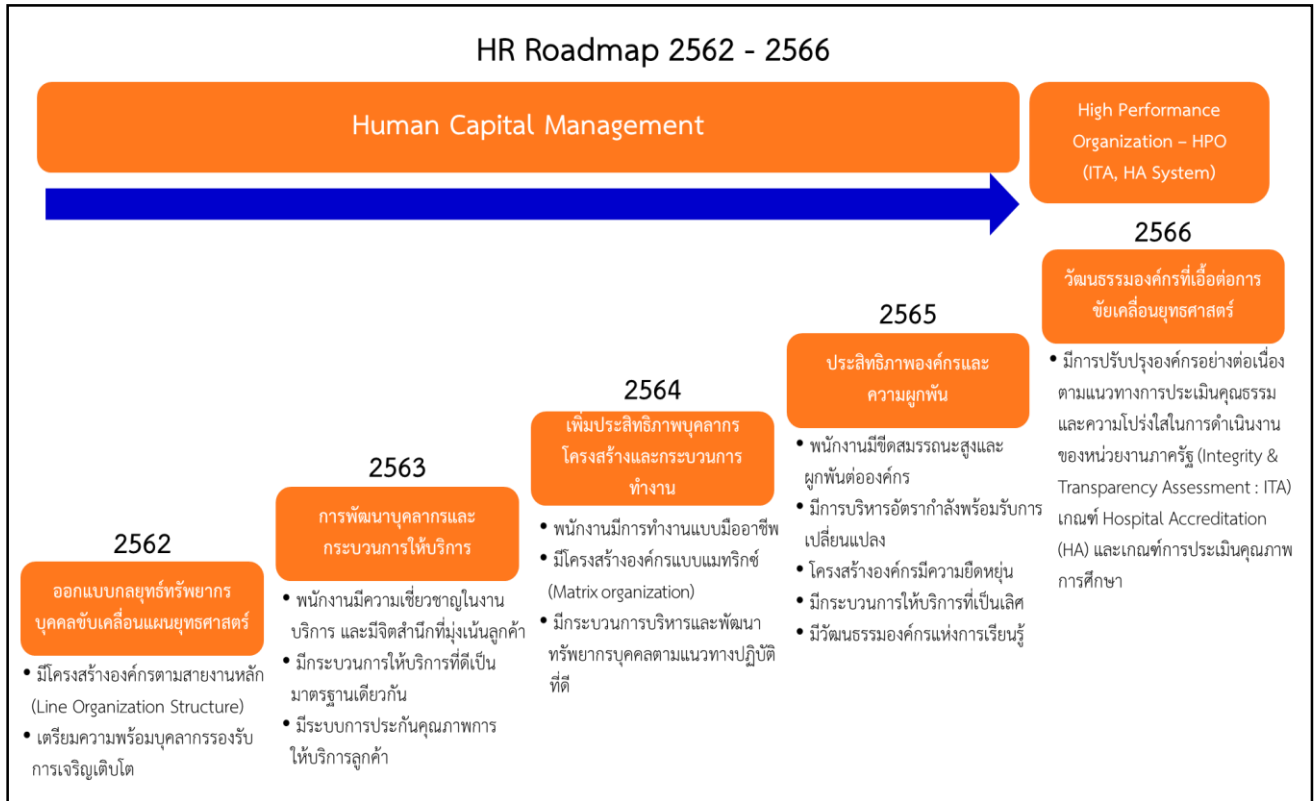 HR Roadmap 2562 - 2566
Human Capital Management
High Performance
Organization – HPO
(ITA, HA System)
2562
ออกแบบกลยุทธ์ทรัพยากร
บุคคลขับเคลื่อนแผนยุทธศาสตร์
• มีโครงสร้างองค์กรตามสายงานหลัก
(Line Organization Structure)
• เตรียมความพร้อมบุคลากรรองรับ
การเจริญเติบโต
2563
การพัฒนาบุคลากรและ
กระบวนการให้บริการ
• พนักงานมีความเชี่ยวชาญในงาน
บริการ และมีจิตสำนึกที่มุ่งเน้นลูกค้า
• มีกระบวนการให้บริการที่ดีเป็น
มาตรฐานเดียวกัน
• มีระบบการประกันคุณภาพการ
ให้บริการลูกค้า
2564
เพิ่มประสิทธิภาพบุคลากร
โครงสร้างและกระบวนการ
ทำงาน
• พนักงานมีการทำงานแบบมืออาชีพ
• มีโครงสร้างองค์กรแบบแมทริกซ์
(Matrix organization)
• มีกระบวนการบริหารและพัฒนา
ทรัพยากรบุคคลตามแนวทางปฏิบัติ
ที่ดี
2565
ประสิทธิภาพองค์กรและ
ความผูกพัน
• พนักงานมีขีดสมรรถนะสูงและ
ผูกพันต่อองค์กร
• มีการบริหารอัตรากำลังพร้อมรับการ
เปลี่ยนแปลง
• โครงสร้างองค์กรมีความยืดหยุ่น
• มีกระบวนการให้บริการที่เป็นเลิศ
• มีวัฒนธรรมองค์กรแห่งการเรียนรู้
2566
วัฒนธรรมองค์กรที่เอื้อต่อการ
ขัยเคลื่อนยุทธศาสตร์
• มีการปรับปรุงองค์กรอย่างต่อเนื่อง
ตามแนวทางการประเมินคุณธรรม
และความโปร่งใสในการดำเนินงาน
ของหน่วยงานภาครัฐ (Integrity &
Transparency Assessment : ITA)
เกณฑ์ Hospital Accreditation
(HA) และเกณฑ์การประเมินคุณภาพ
การศึกษา